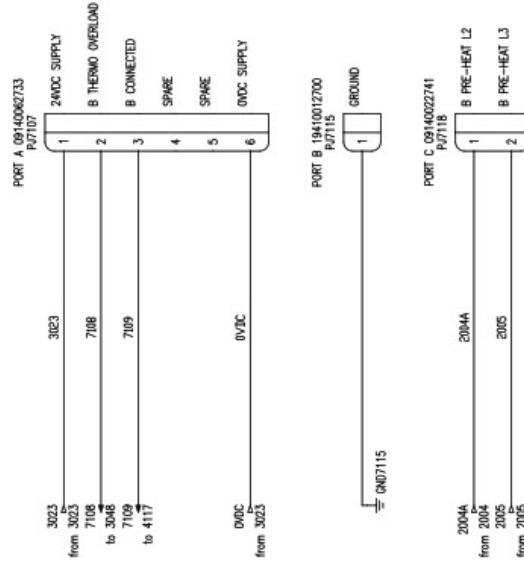 PORT A 09140062733
PJ7107
1
24VDC SUPPLY
2
B THERMO OVERLOAD
3
B CONNECTED
4
SPARE
5
SPARE
6
0VDC SUPPLY
3023
7108
7109
0VDC
3023
from 3023
7108
to 3048
7109
to 4117
0VDC
from 3023
PORT B 19410012700
PJ7115
1
GROUND
GND7115
PORT C 09140022741
PJ7118
1
B PRE-HEAT L2
2
B PRE-HEAT L3
2004A
2005
2004A
from 2004
2005
from 2005